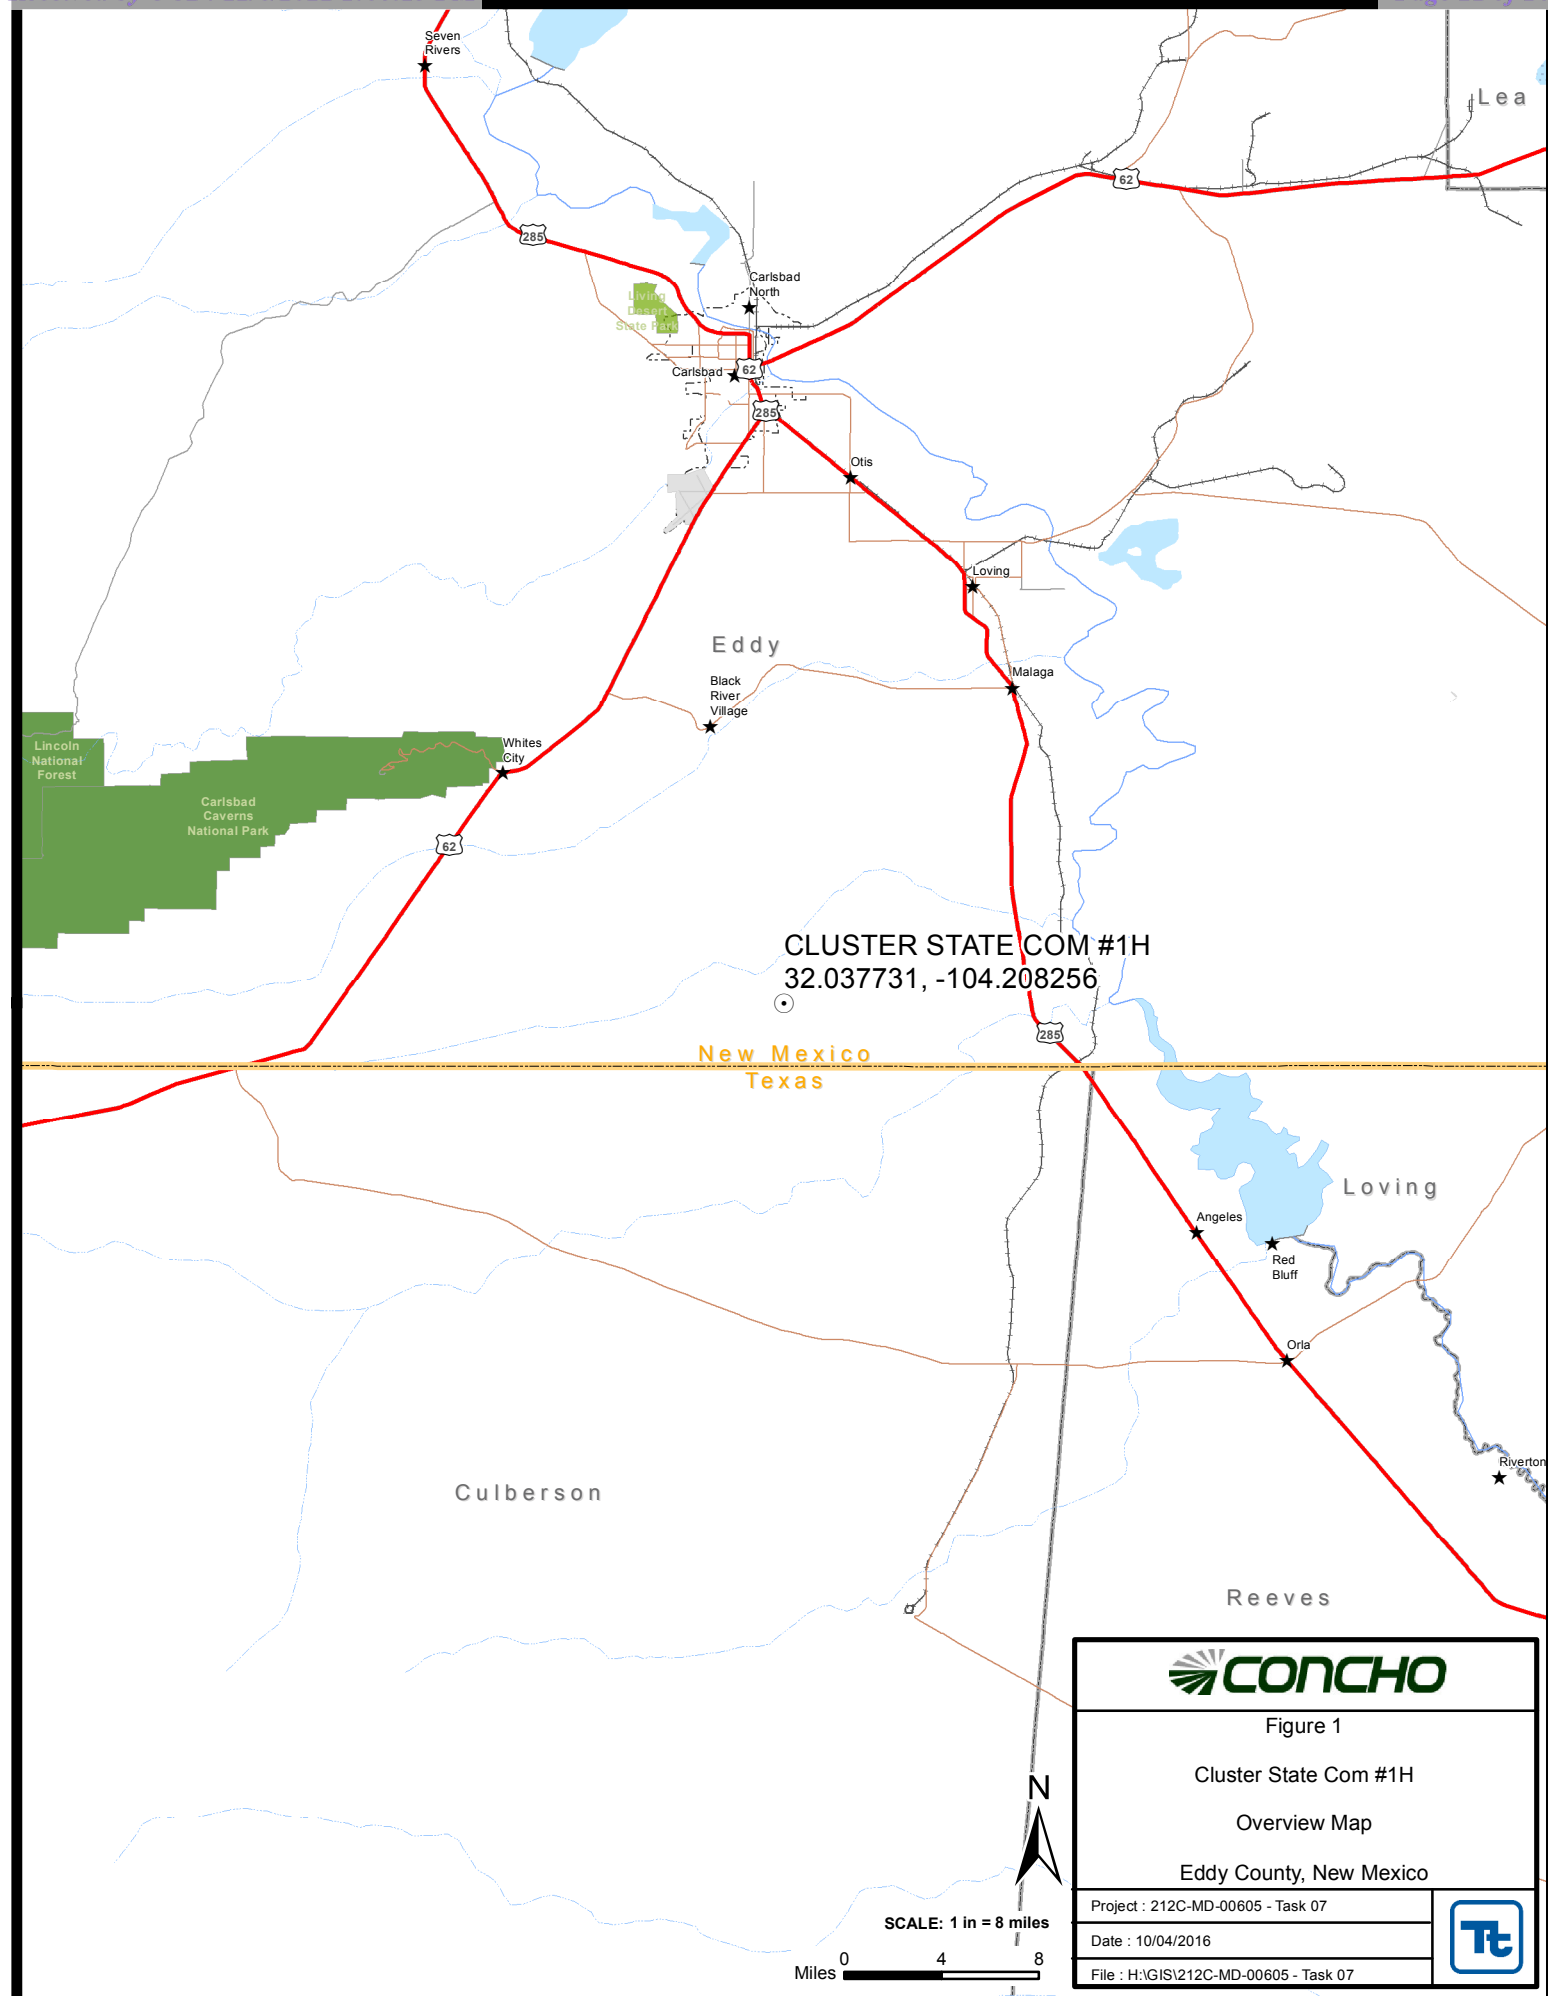 Seven
Rivers
Lea
62
285
Carlsbad
North
Living
Desert
State Park
Carlsbad
62
285
Otis
Loving
Eddy
Malaga
Black
River
Village
Whites
City
Lincoln
National
Forest
Carlsbad
Caverns
National Park
62
CLUSTER STATE COM #1H
32.037731, -104.208256
285
New Mexico
Texas
Loving
Angeles
Red
Bluff
Orla
Riverton
Culberson
Reeves
CONCHO
Figure 1
Cluster State Com #1H
Overview Map
Eddy County, New Mexico
Project : 212C-MD-00605 - Task 07
Date : 10/04/2016
File : H:\GIS\212C-MD-00605 - Task 07
Tt
N
SCALE: 1 in = 8 miles
0 4 8
Miles